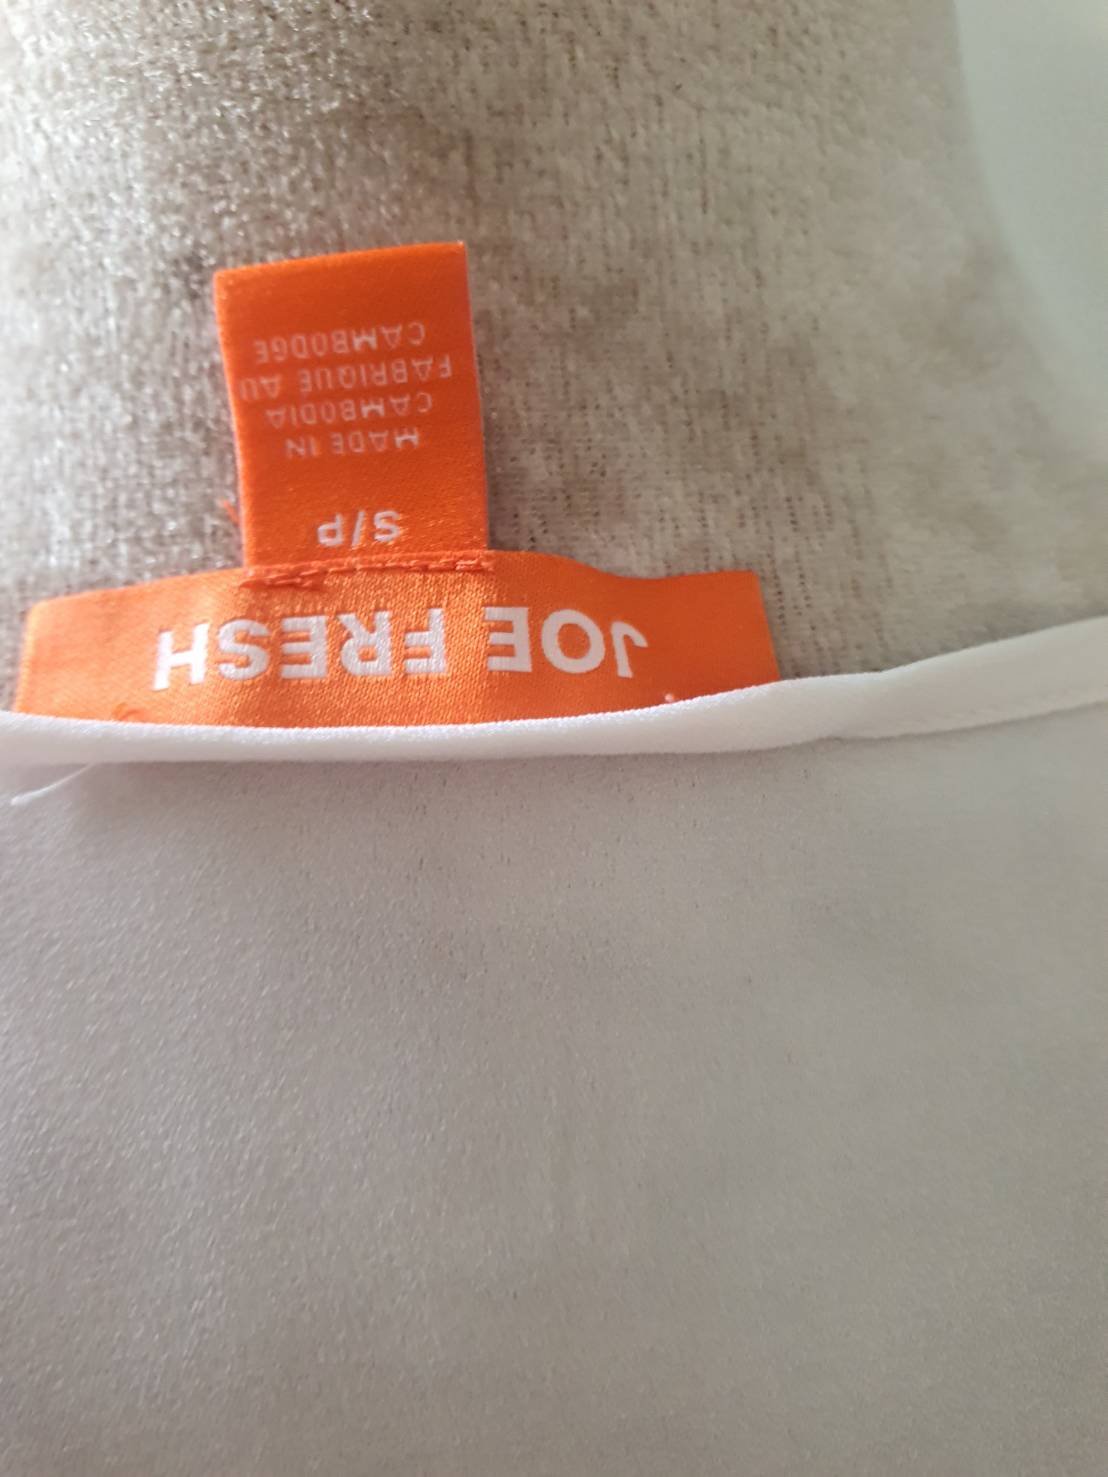 JOE FRESH
S/P
MADE IN
CAMBODIA
FABRIQUE AU
CAMBODGE